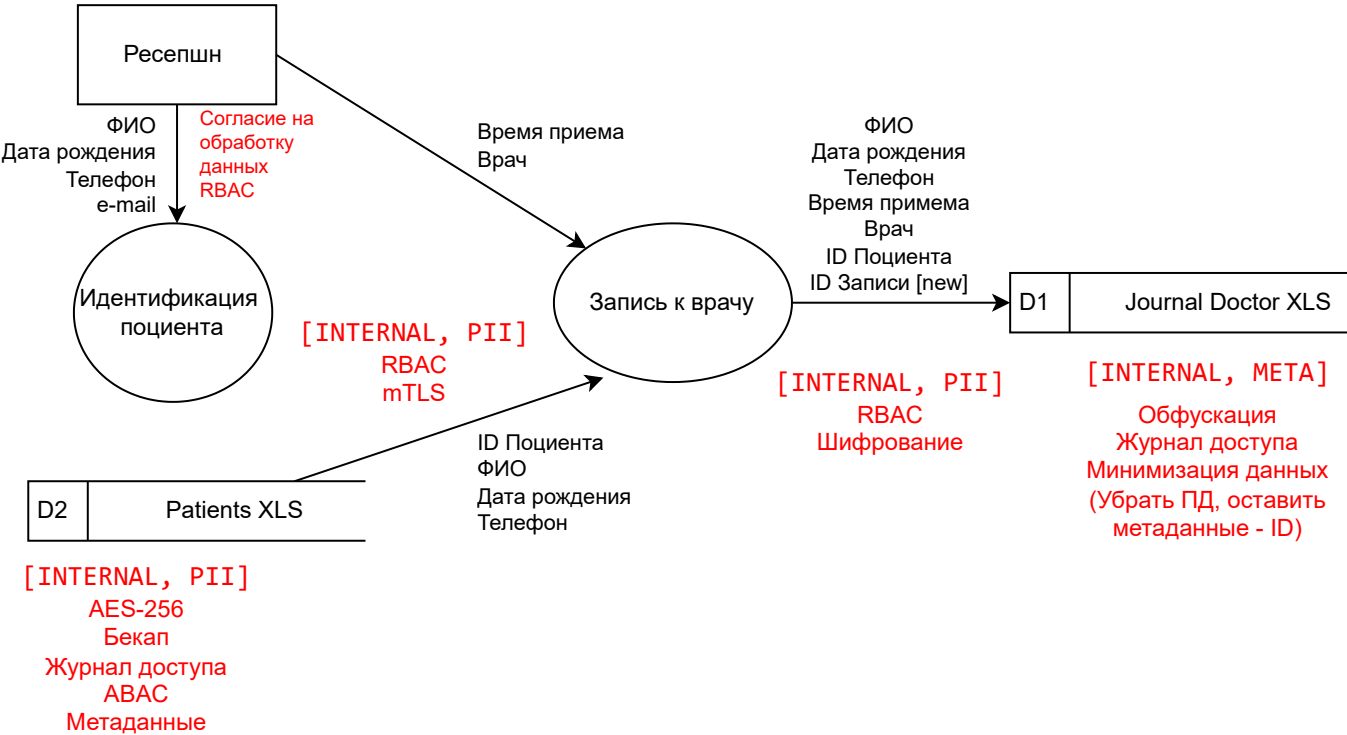 Ресепшн
ФИО
Дата рождения
Телефон
e-mail
Согласие на
обработку
данных
RBAC
Время приема
Врач
ФИО
Дата рождения
Телефон
Время примема
Врач
ID Поциента
ID Записи [new]
Идентификация
поциента
Запись к врачу
D1
Journal Doctor XLS
[INTERNAL, PII]
RBAC
mTLS
[INTERNAL, PII]
RBAC
Шифрование
[INTERNAL, META]
Обфускация
Журнал доступа
Минимизация данных
(Убрать ПД, оставить
метаданные - ID)
ID Поциента
ФИО
Дата рождения
Телефон
D2
Patients XLS
[INTERNAL, PII]
AES-256
Бекап
Журнал доступа
ABAC
Метаданные